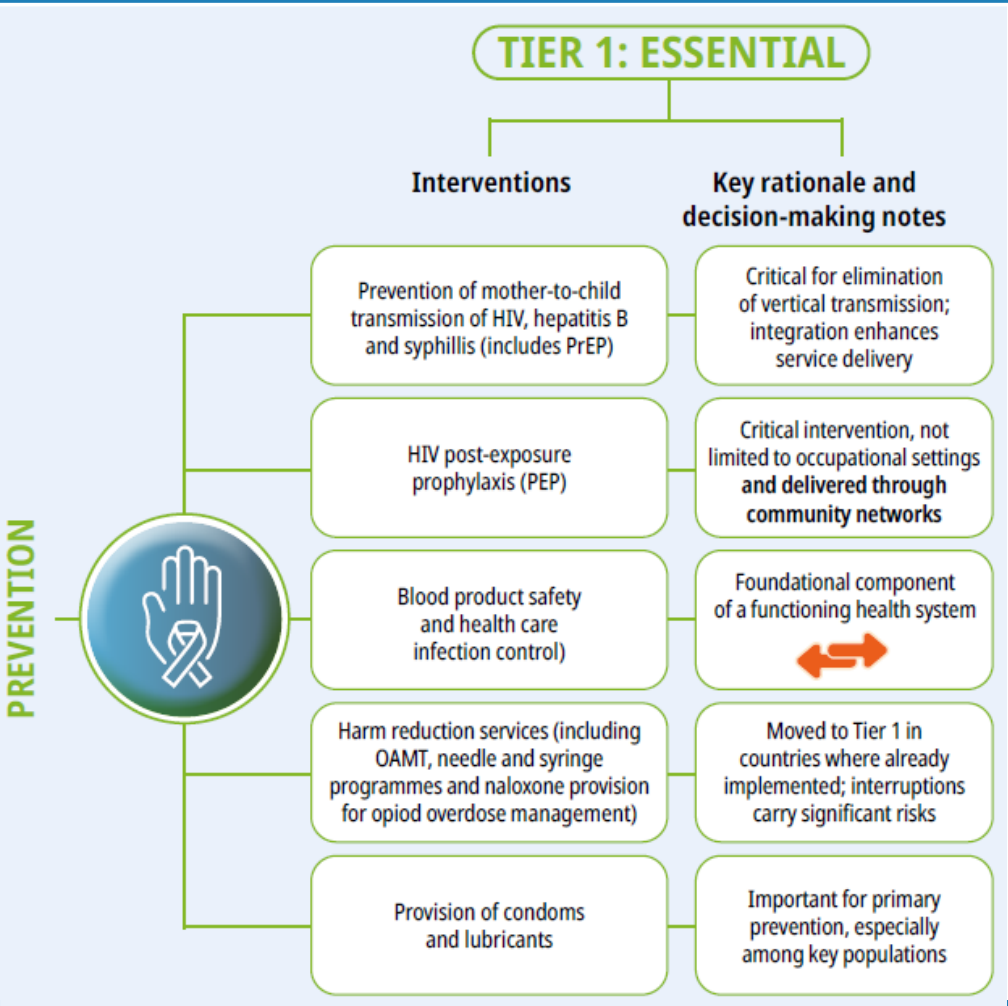 TIER 1: ESSENTIAL
Interventions
Key rationale and
decision-making notes
PREVENTION
Prevention of mother-to-child
transmission of HIV, hepatitis B
and syphillis (includes PrEP)
Critical for elimination
of vertical transmission;
integration enhances
service delivery
HIV post-exposure
prophylaxis (PEP)
Critical intervention, not
limited to occupational settings
and delivered through
community networks
Blood product safety
and health care
infection control)
Foundational component
of a functioning health system
Harm reduction services (including
OAMT, needle and syringe
programmes and naloxone provision
for opiod overdose management)
Moved to Tier 1 in
countries where already
implemented; interruptions
carry significant risks
Provision of condoms
and lubricants
Important for primary
prevention, especially
among key populations